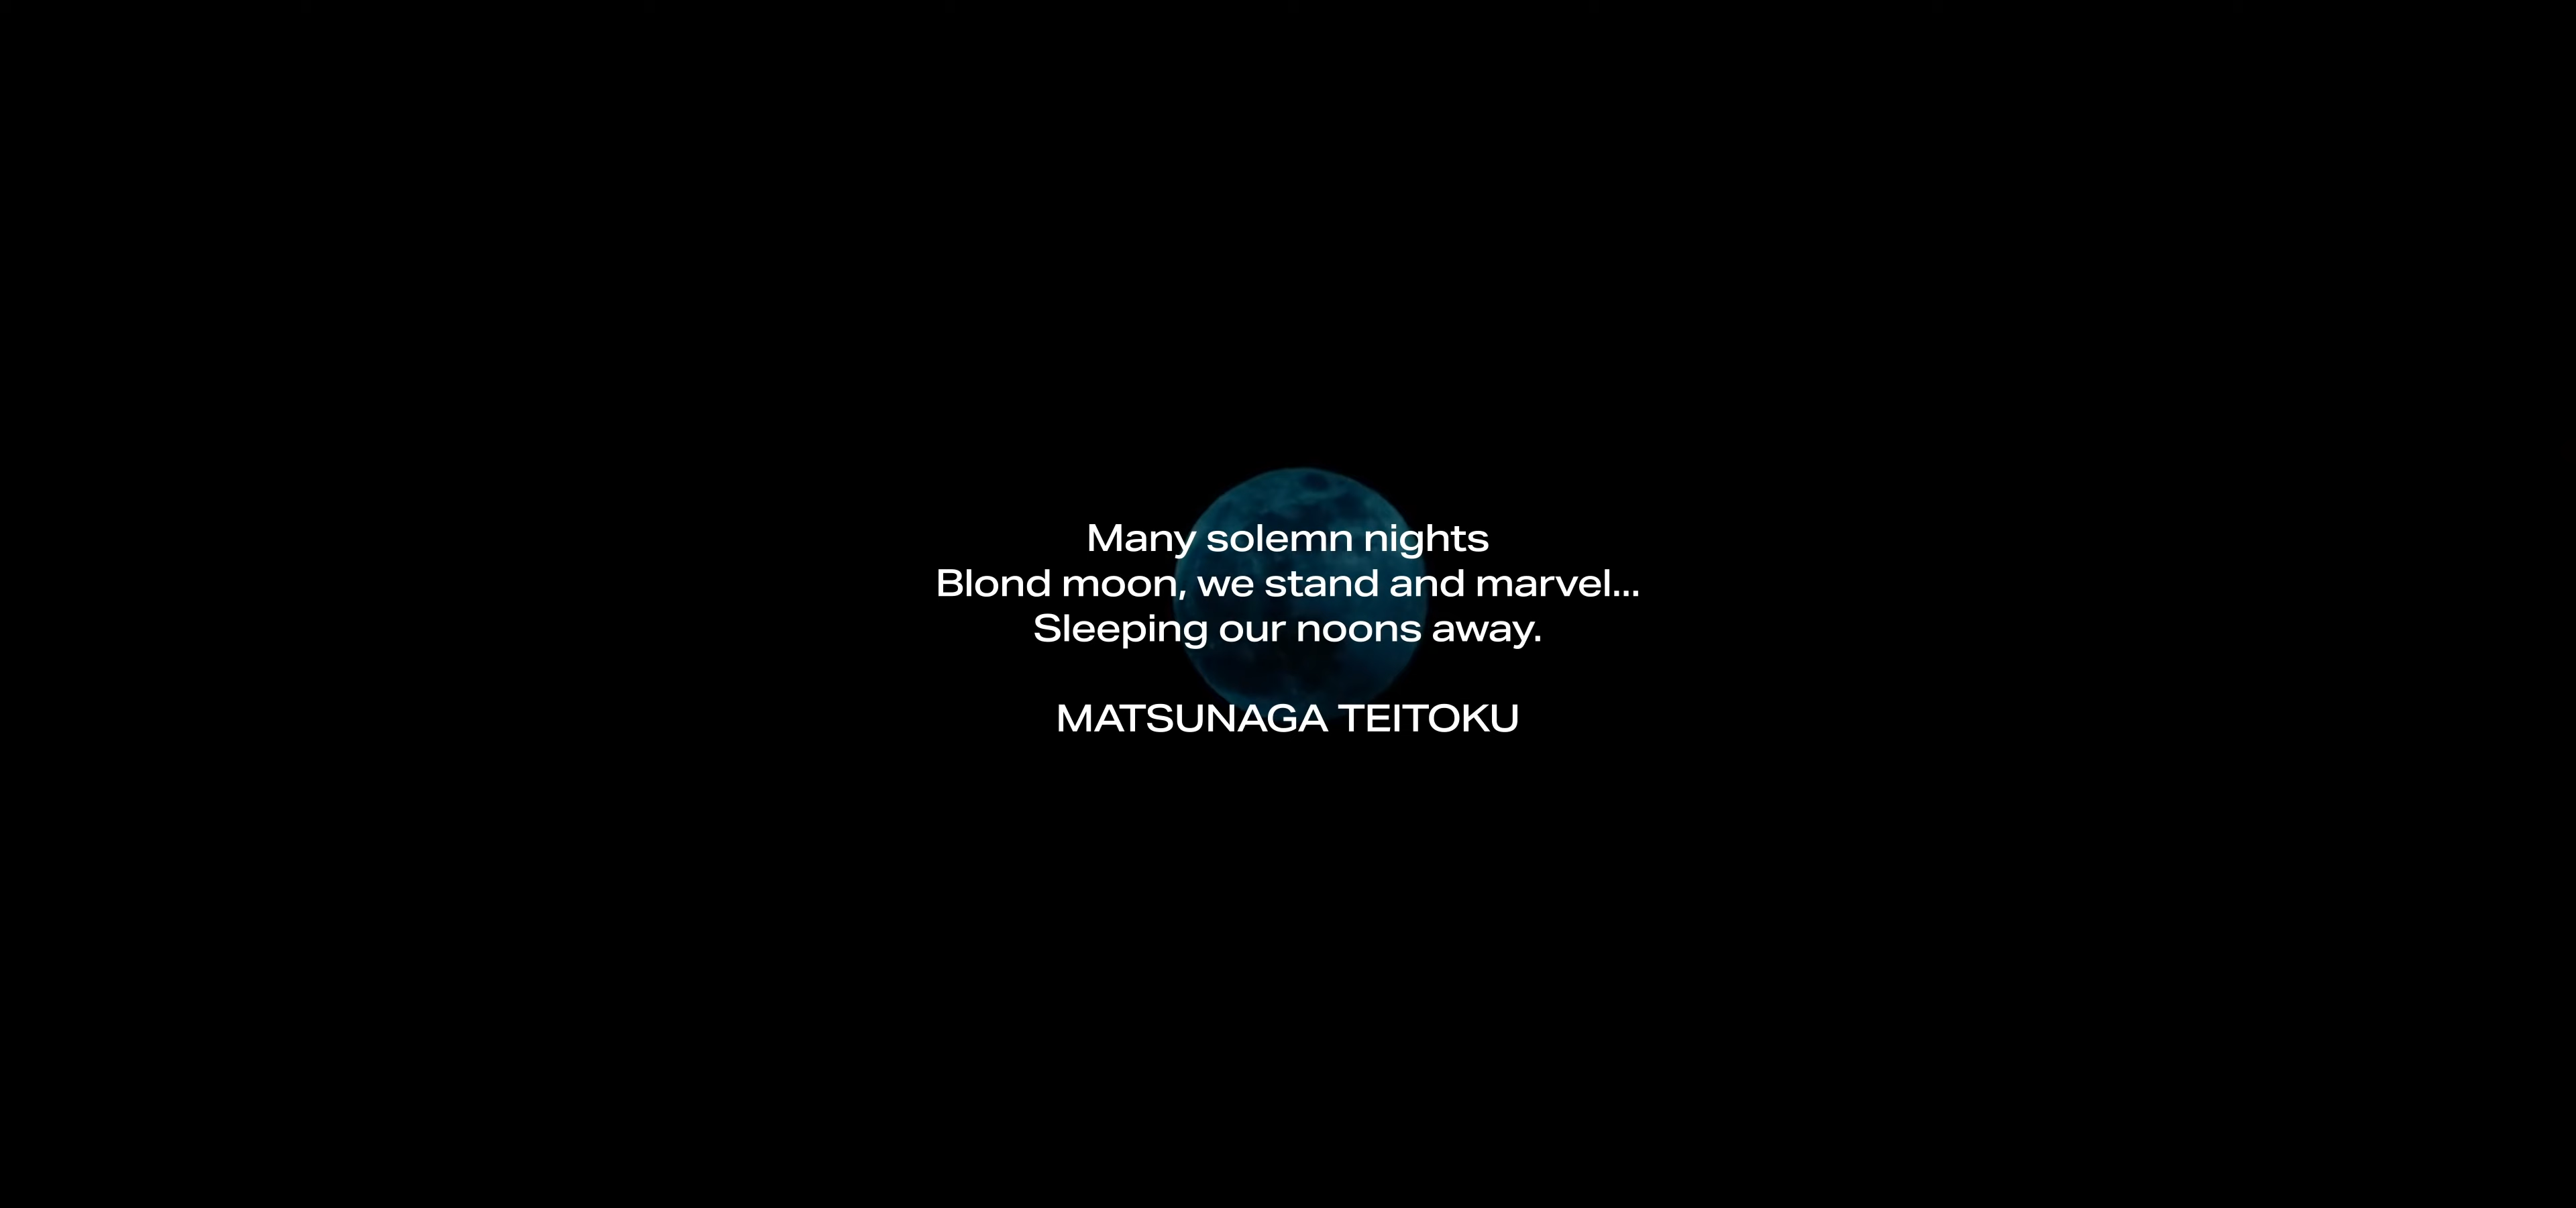 Many solemn nights
Blond moon, we stand and marvel...
Sleeping our noons away.
MATSUNAGA TEITOKU